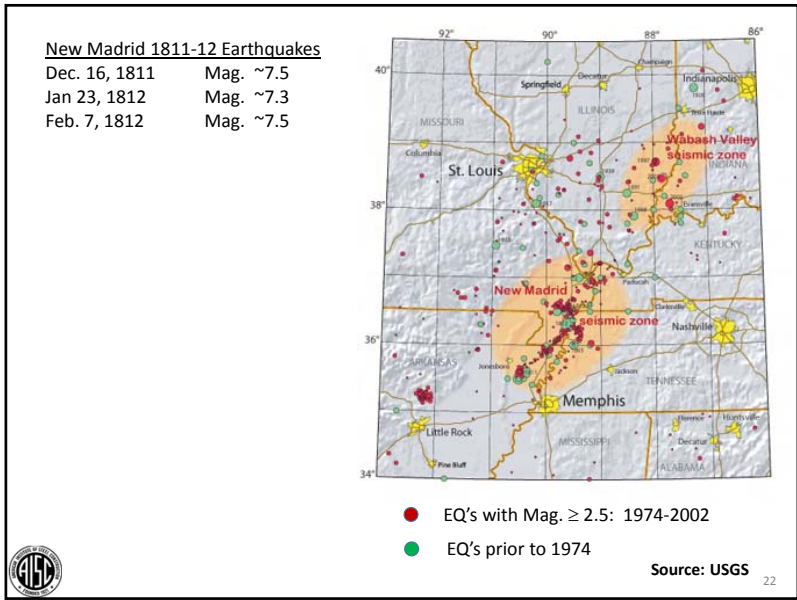 New Madrid 1811-12 Earthquakes
Dec. 16, 1811 Mag. ~7.5
Jan 23, 1812 Mag. ~7.3
Feb. 7, 1812 Mag. ~7.5
92° 90° 88° 86°
40°
Champaign
Springfield
Decatur
Indianapolis
ILLINOIS
Terre Haute
MISSOURI
Columbia
Wabash Valley
seismic zone
INDIANA
St. Louis
38°
Evansville
KENTUCKY
New Madrid
Paducah
seismic zone
Clarksville
Nashville
36°
ARKANSAS
Jonesboro
Jackson
TENNESSEE
Memphis
Florence
Huntsville
Little Rock
Decatur
MISSISSIPPI
Pine Bluff
ALABAMA
34°
EQ's with Mag. ≥ 2.5: 1974-2002
EQ's prior to 1974
Source: USGS
AISC
22